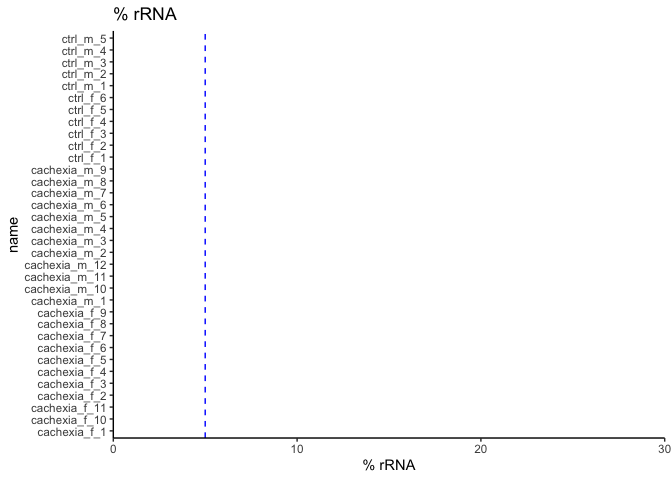 % rRNA
ctrl_m_5
ctrl_m_4
ctrl_m_3
ctrl_m_2
ctrl_m_1
ctrl_f_6
ctrl_f_5
ctrl_f_4
ctrl_f_3
ctrl_f_2
ctrl_f_1
cachexia_m_9
cachexia_m_8
cachexia_m_7
cachexia_m_6
cachexia_m_5
cachexia_m_4
cachexia_m_3
cachexia_m_2
cachexia_m_12
cachexia_m_11
cachexia_m_10
cachexia_m_1
cachexia_f_9
cachexia_f_8
cachexia_f_7
cachexia_f_6
cachexia_f_5
cachexia_f_4
cachexia_f_3
cachexia_f_2
cachexia_f_11
cachexia_f_10
cachexia_f_1
name
0 10 20 30
% rRNA